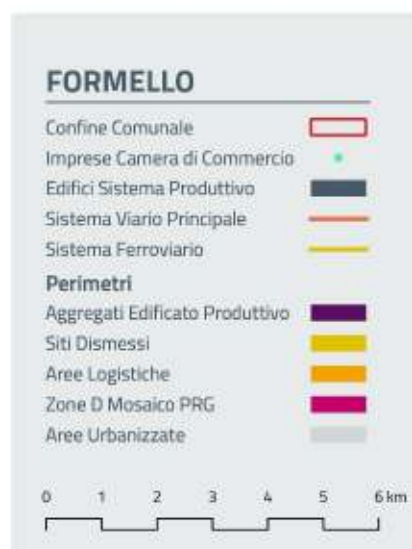 FORMELLO
Confine Comunale
Imprese Camera di Commercio
Edifici Sistema Produttivo
Sistema Viario Principale
Sistema Ferroviario
Perimetri
Aggregati Edificato Produttivo
Siti Dismessi
Aree Logistiche
Zone D Mosaico PRG
Aree Urbanizzate
0 1 2 3 4 5 6 km